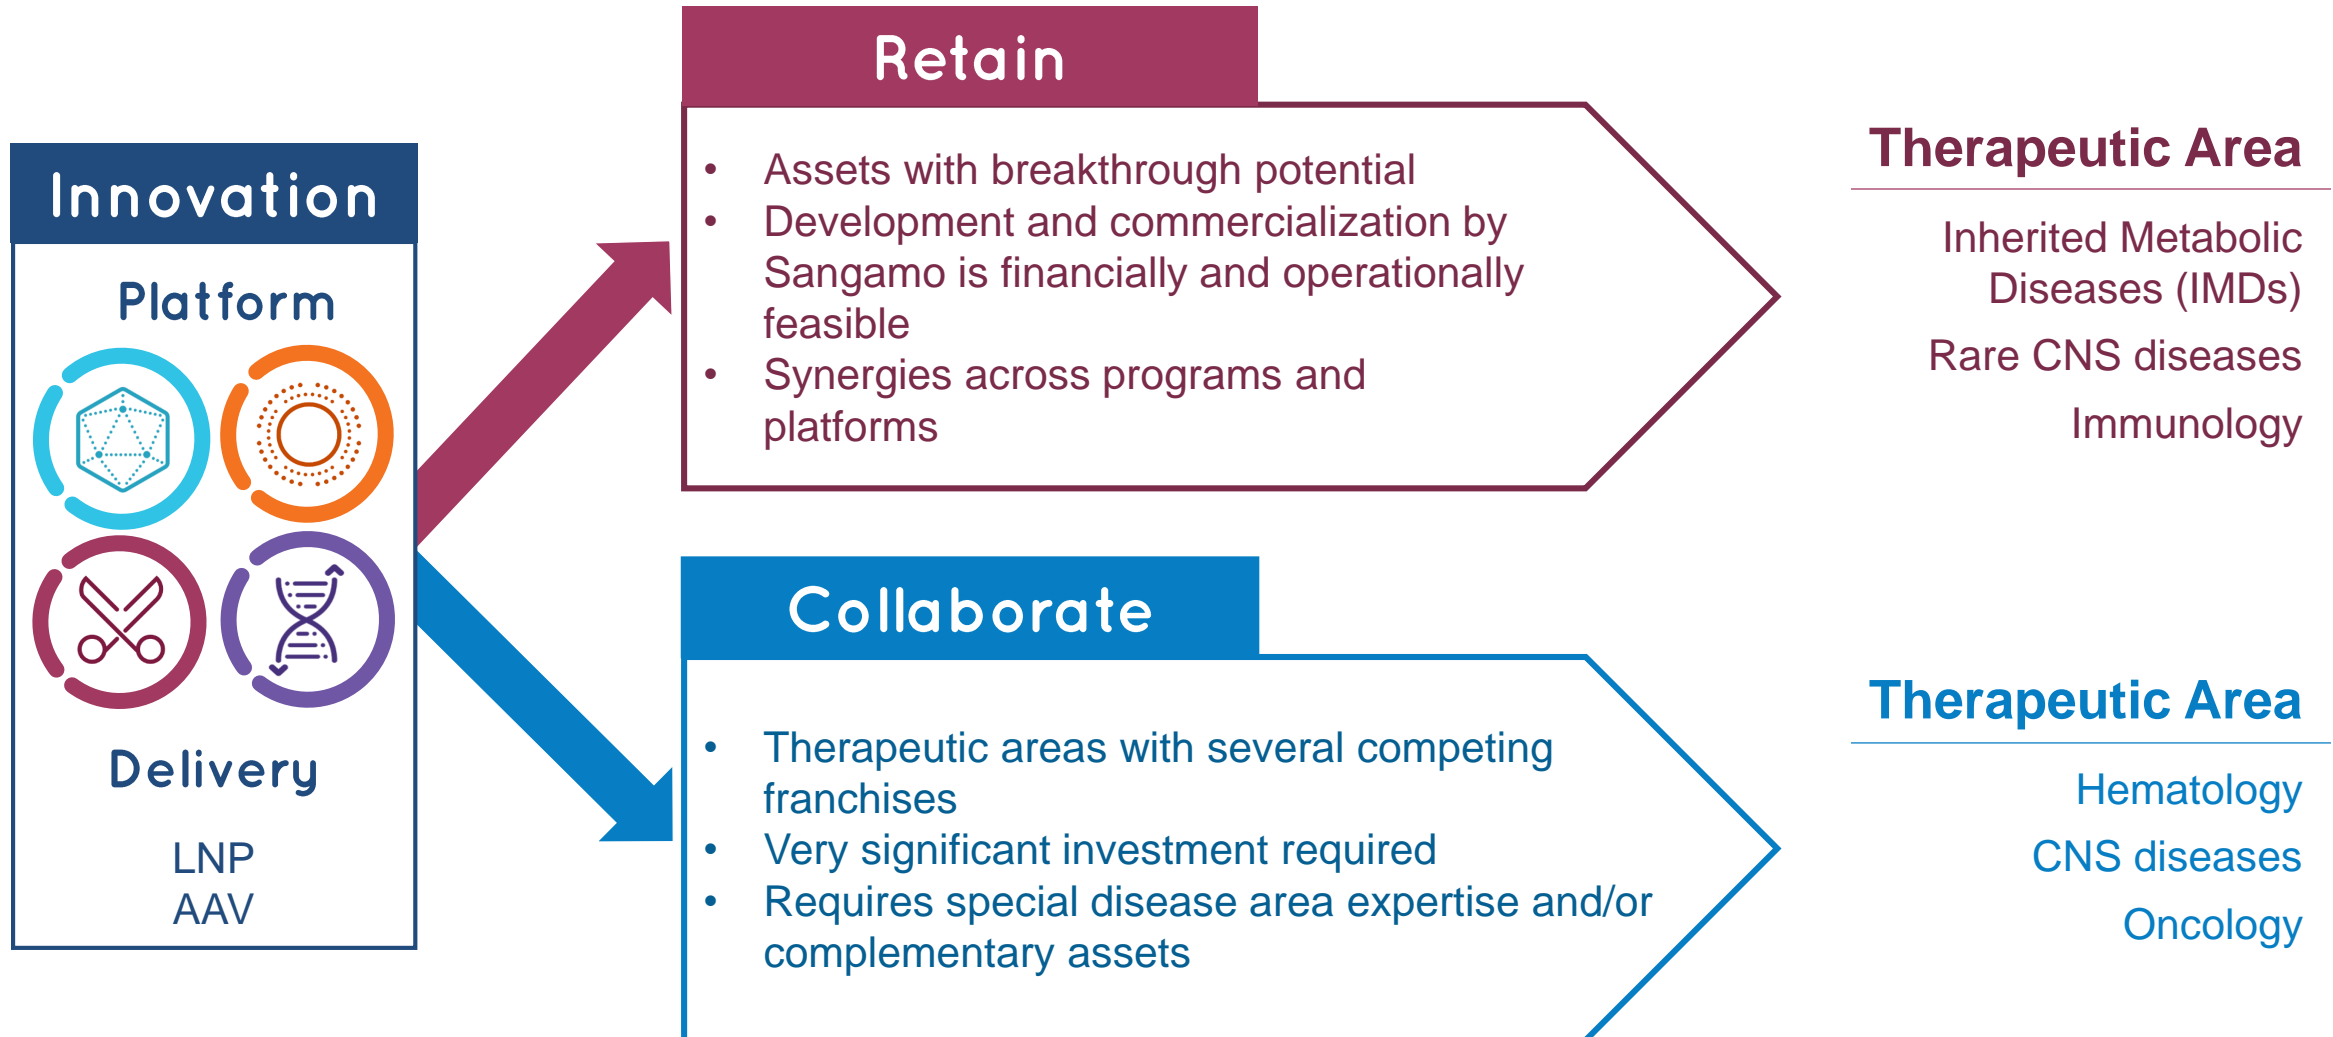 Innovation
Platform
Delivery
LNP
AAV
Retain
• Assets with breakthrough potential
• Development and commercialization by
Sangamo is financially and operationally
feasible
• Synergies across programs and
platforms
Therapeutic Area
Inherited Metabolic
Diseases (IMDs)
Rare CNS diseases
Immunology
Collaborate
• Therapeutic areas with several competing
franchises
• Very significant investment required
• Requires special disease area expertise and/or
complementary assets
Therapeutic Area
Hematology
CNS diseases
Oncology